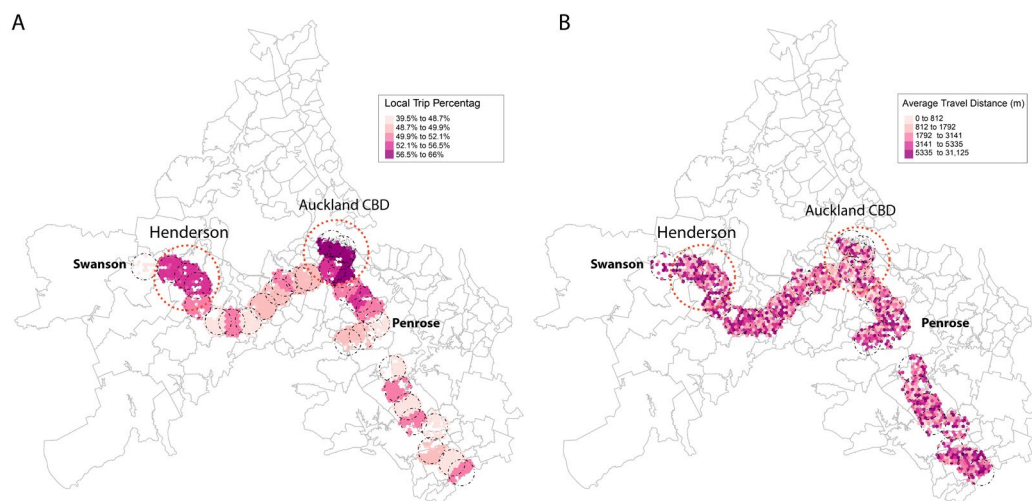 A
Local Trip Percentag
39.5% to 48.7%
48.7% to 49.9%
49.9% to 52.1%
52.1% to 56.5%
56.5% to 66%
Auckland CBD
Henderson
Swanson
Penrose
B
Average Travel Distance (m)
0 to 812
812 to 1792
1792 to 3141
3141 to 5335
5335 to 31,125
Auckland CBD
Henderson
Swanson
Penrose